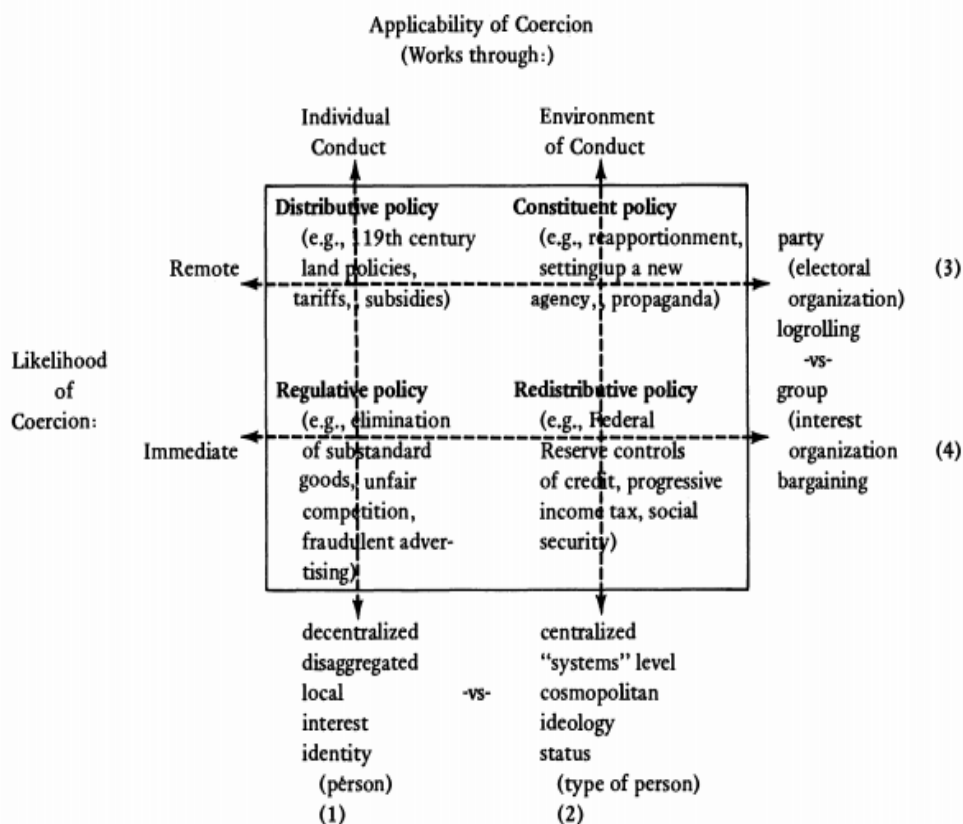 Applicability of Coercion
(Works through:)
Individual
Conduct
Environment
of Conduct
Distributive policy
(e.g., 119th century
land policies,
tariffs, subsidies)
Constituent policy
(e.g., reapportionment,
setting up a new
agency, propaganda)
Remote
party
(electoral
organization)
(3)
logrolling
-vs-
group
(interest
organization
(4)
bargaining
Likelihood
of
Coercion:
Immediate
Regulative policy
(e.g., elimination
of substandard
goods, unfair
competition,
fraudulent adver-
tising)
Redistributive policy
(e.g., Federal
Reserve controls
of credit, progressive
income tax, social
security)
decentralized
disaggregated
local
interest
identity
(person)
(1)
-vs-
centralized
"systems" level
cosmopolitan
ideology
status
(type of person)
(2)